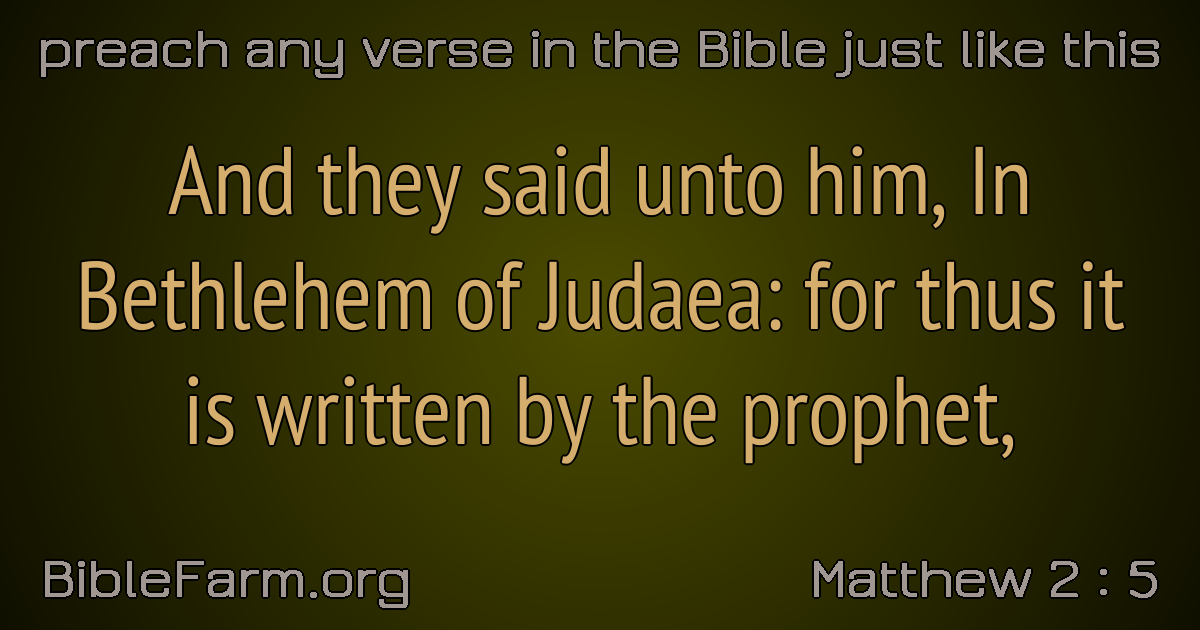 preach any verse in the Bible just like this
And they said unto him, In
Bethlehem of Judaea: for thus it
is written by the prophet,
BibleFarm.org
Matthew 2 : 5